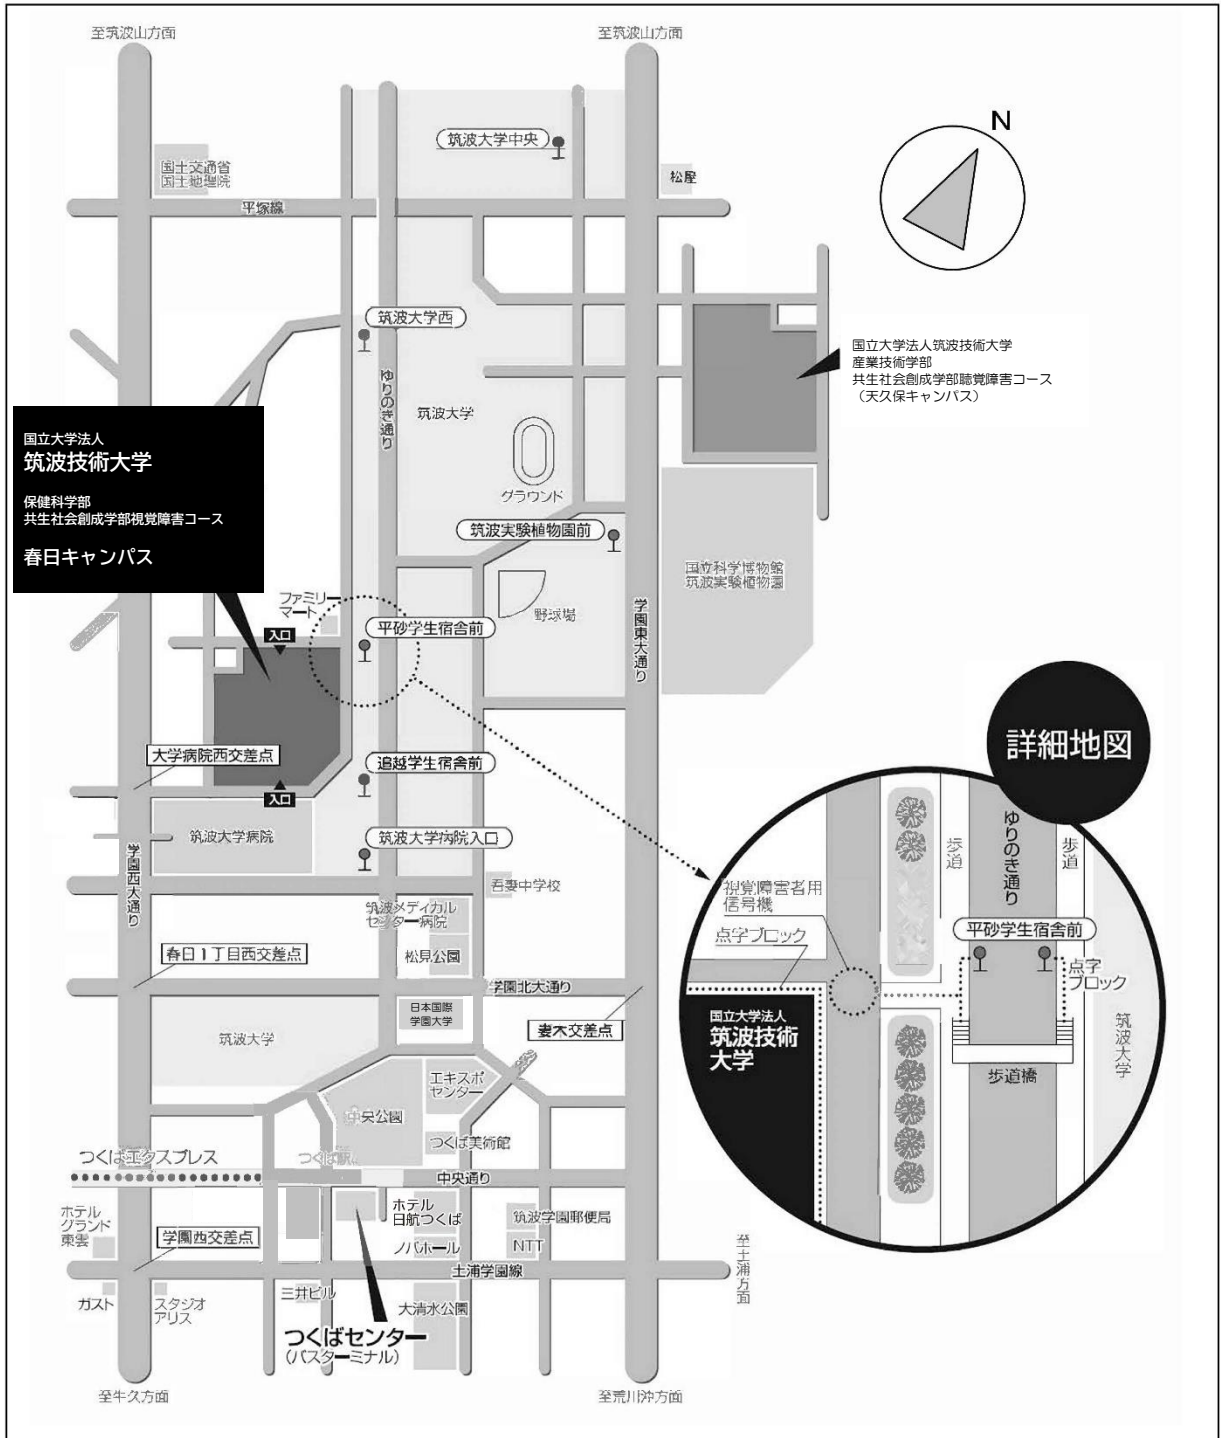 至筑波山方面
至筑波山方面
N
筑波大学中央
国土交通省
国土地理院
松屋
平塚線
筑波大学西
国立大学法人筑波技術大学
産業技術学部
共生社会創成学部聴覚障害コース
（天久保キャンパス）
ゆりのき通り
筑波大学
国立大学法人
筑波技術大学
保健科学部
共生社会創成学部視覚障害コース
春日キャンパス
グラウンド
筑波実験植物園前
国立科学博物館
筑波実験植物園
ファミリー
マート
野球場
学園東大通り
入口
平砂学生宿舎前
大学病院西交差点
追越学生宿舎前
入口
詳細地図
筑波大学病院
筑波大学病院入口
学園西大通り
吾妻中学校
筑波メディカル
センター病院
松見公園
春日1丁目西交差点
学園北大通り
日本国際
学園大学
妻木交差点
筑波大学
エキスポ
センター
中央公園
つくば美術館
つくばエクスプレス
つくば駅
中央通り
ホテル
グランド
東雲
ホテル
日航つくば
筑波学園郵便局
学園西交差点
ノバホール
NTT
土浦学園線
至土浦方面
ガスト
スタジオ
アリス
三井ビル
大清水公園
つくばセンター
（バスターミナル）
至牛久方面
至荒川沖方面
歩道
ゆりのき通り
歩道
視覚障害者用
信号機
点字ブロック
平砂学生宿舎前
点字
ブロック
国立大学法人
筑波技術
大学
歩道橋
筑波大学